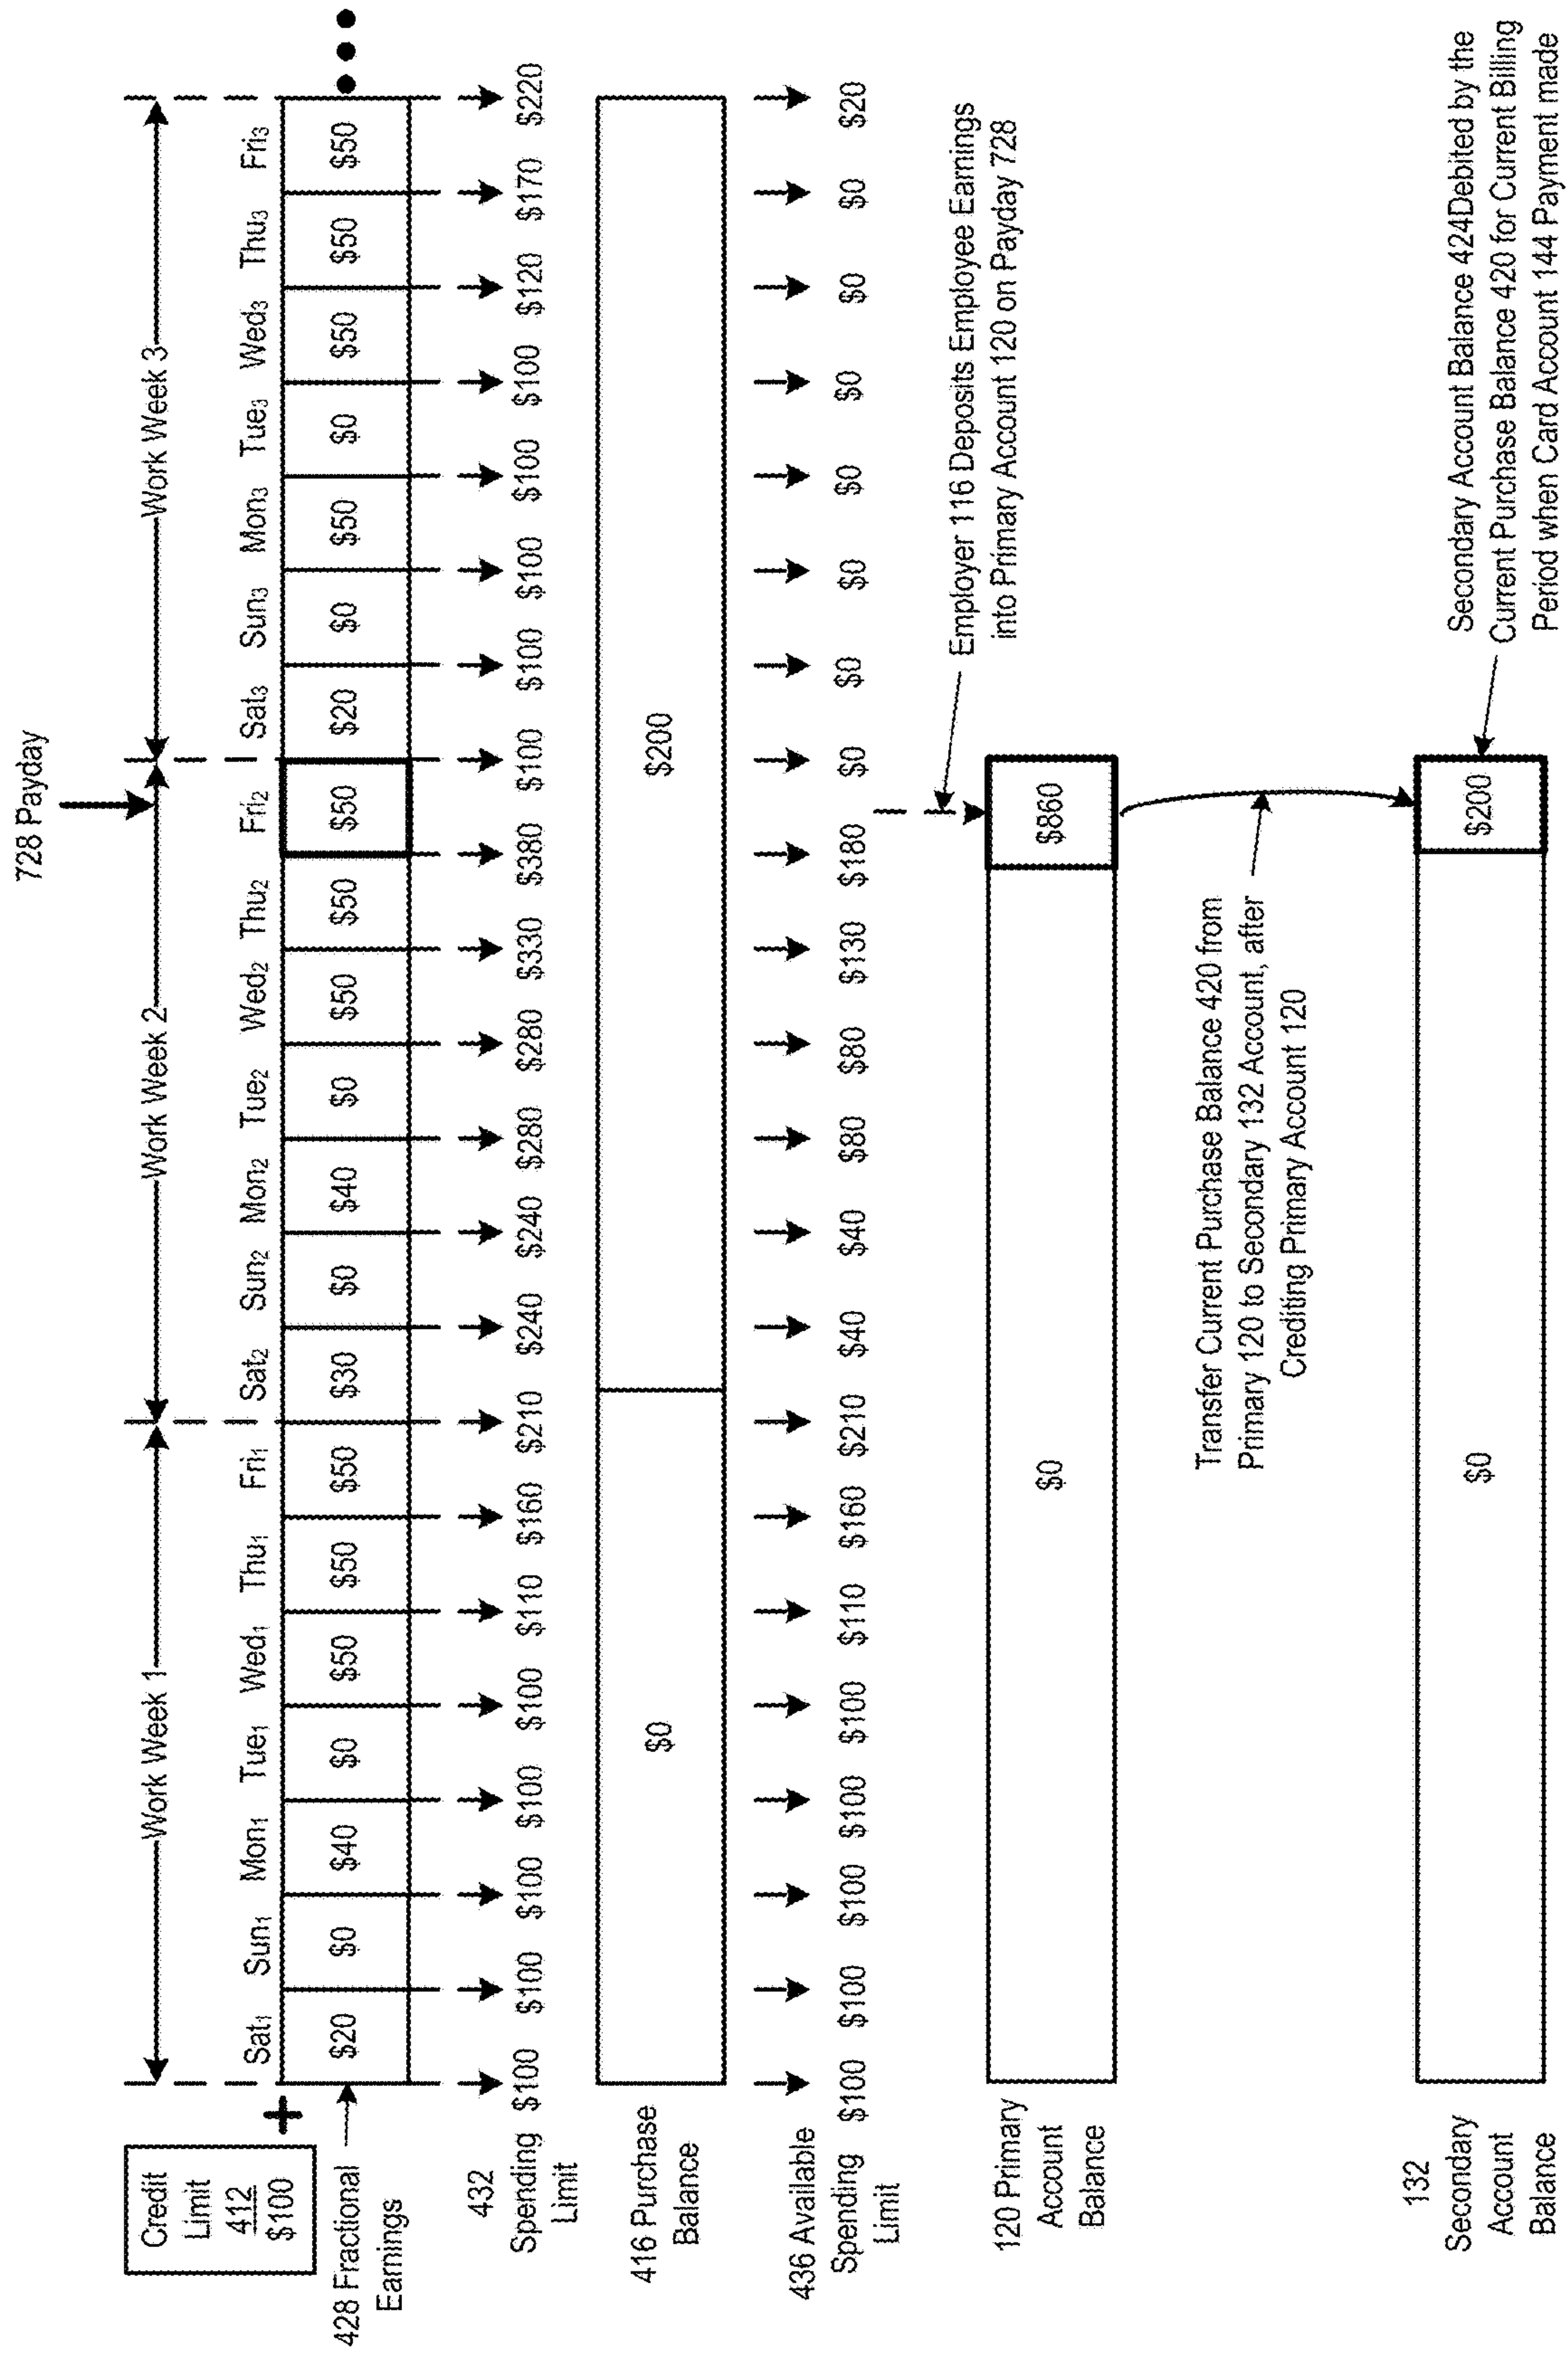 728 Payday
Work Week 1 Work Week 2 Work Week 3
Credit
Limit
412
$100
+
Sat₁ Sun₁ Mon₁ Tue₁ Wed₁ Thu₁ Fri₁ Sat₂ Sun₂ Mon₂ Tue₂ Wed₂ Thu₂ Fri₂ Sat₃ Sun₃ Mon₃ Tue₃ Wed₃ Thu₃ Fri₃
428 Fractional
Earnings
$20 $0 $40 $0 $50 $50 $50 $30 $0 $40 $0 $50 $50 $50 $20 $0 $50 $0 $50 $50 $50
432
Spending
Limit
$100 $100 $100 $100 $100 $110 $160 $210 $240 $240 $280 $280 $330 $380 $100 $100 $100 $100 $100 $120 $170 $220
416 Purchase
Balance
$0 $200
436 Available
Spending
Limit
$100 $100 $100 $100 $100 $110 $160 $210 $40 $40 $80 $80 $130 $180 $0 $0 $0 $0 $0 $0 $0 $20
Employer 116 Deposits Employee Earnings
into Primary Account 120 on Payday 728
120 Primary
Account
Balance
$0 $860
Transfer Current Purchase Balance 420 from
Primary 120 to Secondary 132 Account, after
Crediting Primary Account 120
132
Secondary
Account
Balance
$0 $200
Secondary Account Balance 424Debited by the
Current Purchase Balance 420 for Current Billing
Period when Card Account 144 Payment made